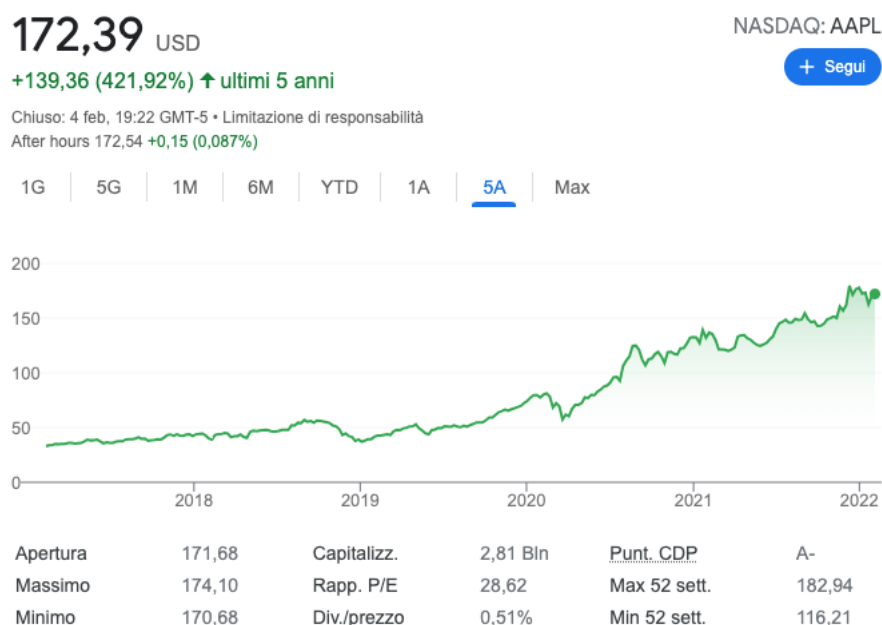 172,39 USD
NASDAQ: AAPL
+139,36 (421,92%) ↑ ultimi 5 anni
+ Segui
Chiuso: 4 feb, 19:22 GMT-5 • Limitazione di responsabilità
After hours 172,54 +0,15 (0,087%)
1G 5G 1M 6M YTD 1A 5A Max
200
150
100
50
0
2018 2019 2020 2021 2022
Apertura 171,68 Capitalizz. 2,81 Bln Punt. CDP A-
Massimo 174,10 Rapp. P/E 28,62 Max 52 sett. 182,94
Minimo 170,68 Div./prezzo 0,51% Min 52 sett. 116,21